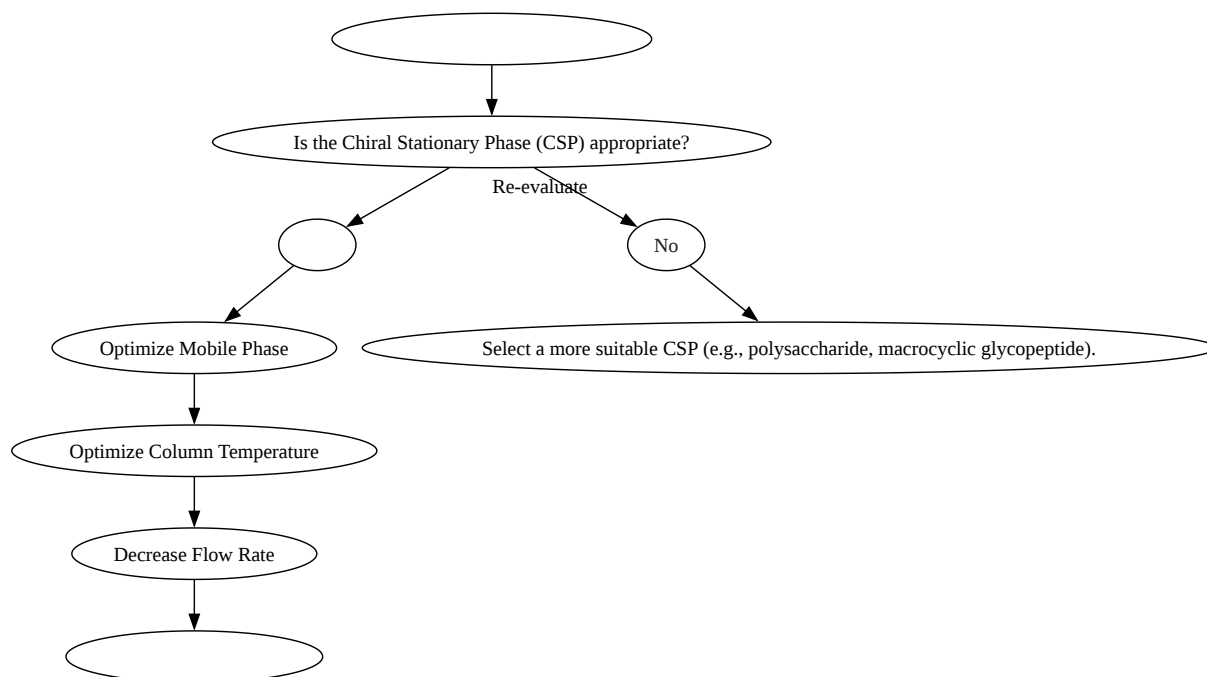 Is the Chiral Stationary Phase (CSP) appropriate?
Re-evaluate
No
Optimize Mobile Phase
Select a more suitable CSP (e.g., polysaccharide, macrocyclic glycopeptide).
Optimize Column Temperature
Decrease Flow Rate